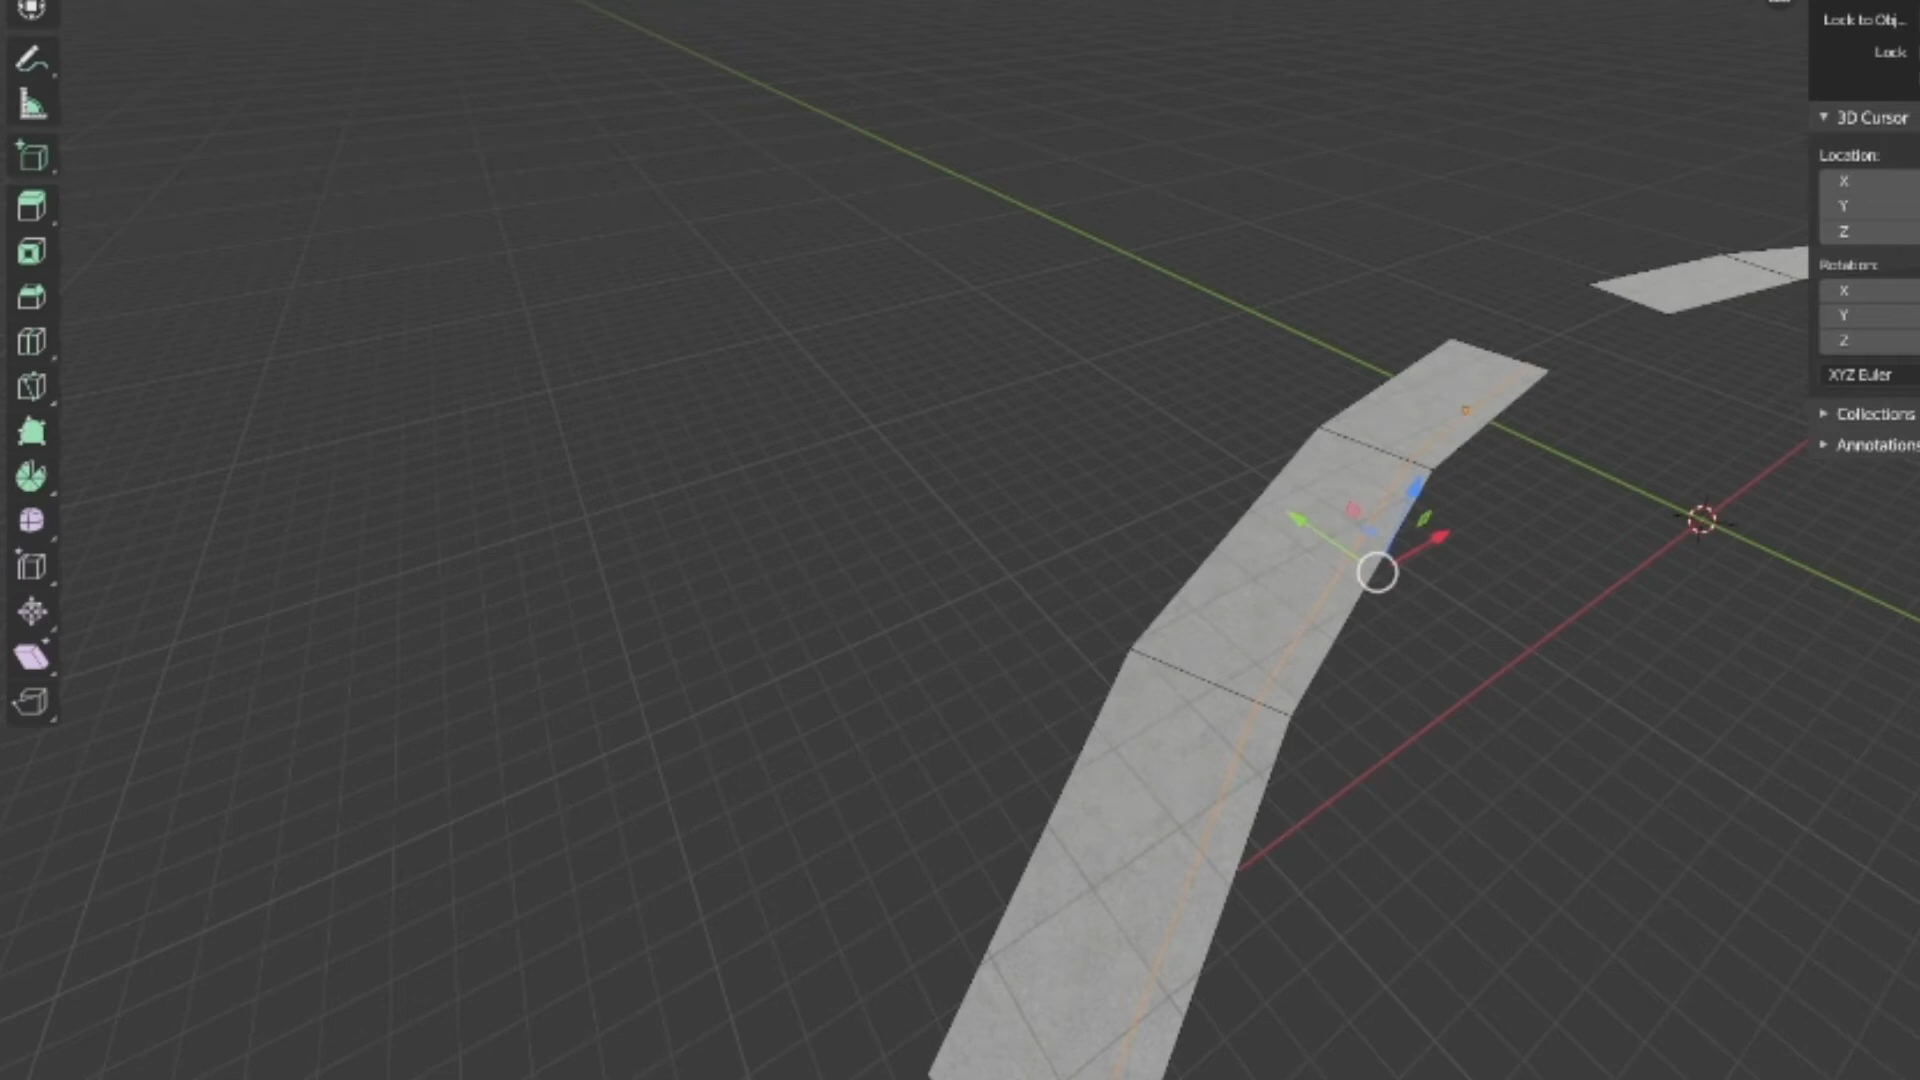 Lock to Obj...
Lock
3D Cursor
Location:
X
Y
Z
Rotation:
X
Y
Z
XYZ Euler
Collections
Annotations